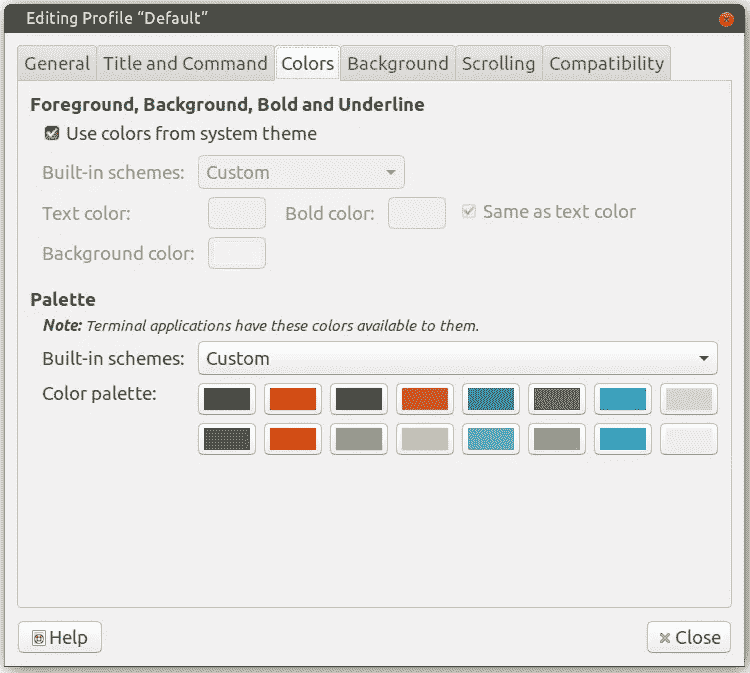 Editing Profile “Default”
General Title and Command Colors Background Scrolling Compatibility
Foreground, Background, Bold and Underline
Use colors from system theme
Built-in schemes: Custom
Text color: Bold color: Same as text color
Background color:
Palette
Note: Terminal applications have these colors available to them.
Built-in schemes: Custom
Color palette:
Help Close